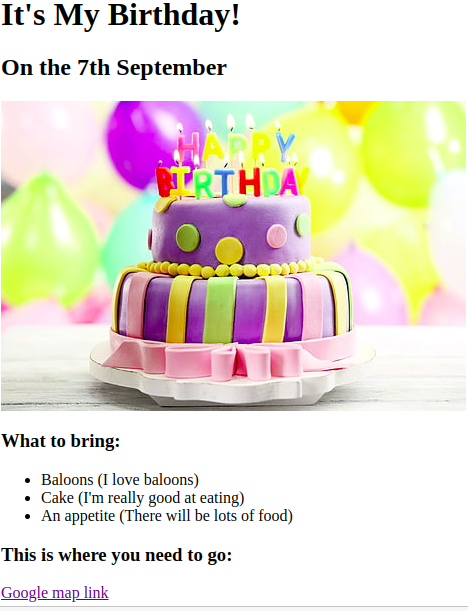 It's My Birthday!
On the 7th September
HAPPY
BIRTHDAY
What to bring:
Baloons (I love baloons)
Cake (I'm really good at eating)
An appetite (There will be lots of food)
This is where you need to go:
Google map link